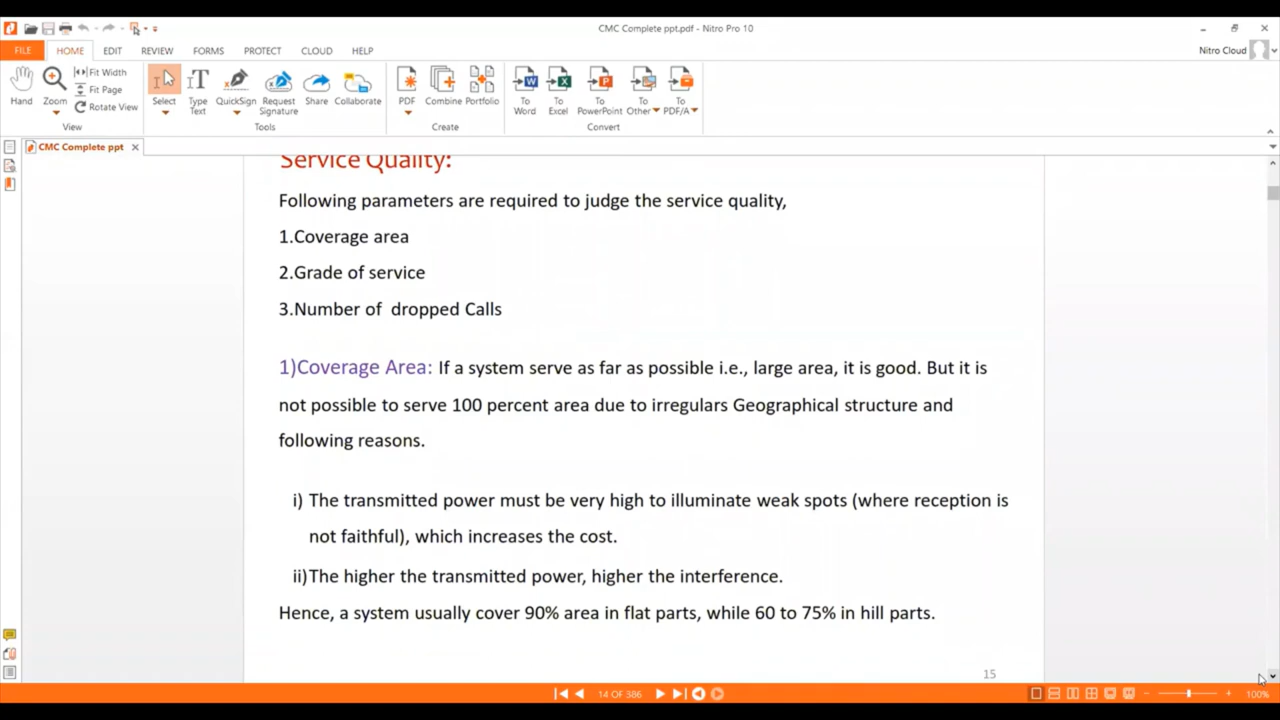 CMC Complete ppt.pdf - Nitro Pro 10
FILE HOME EDIT REVIEW FORMS PROTECT CLOUD HELP Nitro Cloud
Hand Zoom Fit Width Fit Page Rotate View
Select Type Text QuickSign Request Signature Share Collaborate
PDF Combine Portfolio
To Word To Excel To PowerPoint To Other To PDF/A
View Tools Create Convert
CMC Complete ppt
Service Quality:
Following parameters are required to judge the service quality,
1.Coverage area
2.Grade of service
3.Number of dropped Calls
1)Coverage Area: If a system serve as far as possible i.e., large area, it is good. But it is
not possible to serve 100 percent area due to irregulars Geographical structure and
following reasons.
i) The transmitted power must be very high to illuminate weak spots (where reception is
not faithful), which increases the cost.
ii)The higher the transmitted power, higher the interference.
Hence, a system usually cover 90% area in flat parts, while 60 to 75% in hill parts.
15
14 OF 386
100%